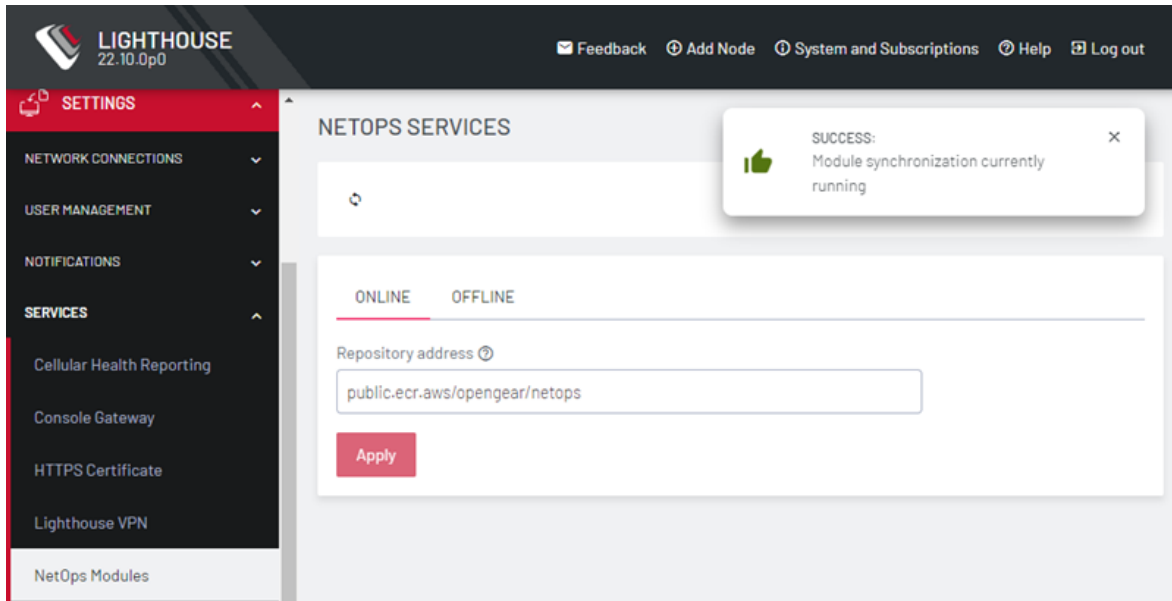 LIGHTHOUSE
22.10.0p0
Feedback
Add Node
System and Subscriptions
Help
Log out
SETTINGS
NETWORK CONNECTIONS
USER MANAGEMENT
NOTIFICATIONS
SERVICES
Cellular Health Reporting
Console Gateway
HTTPS Certificate
Lighthouse VPN
NetOps Modules
NETOPS SERVICES
SUCCESS:
Module synchronization currently
running
ONLINE
OFFLINE
Repository address
public.ecr.aws/opengear/netops
Apply